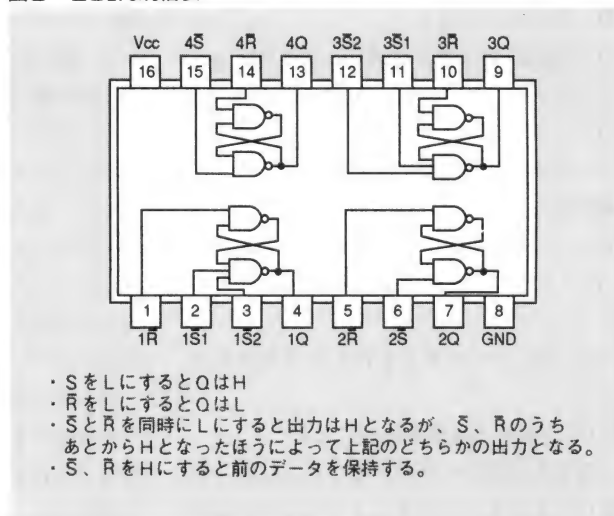 Vcc 4S̄ 4R̄ 4Q 3S̄2 3S̄1 3R̄ 3Q
16 15 14 13 12 11 10 9
1 2 3 4 5 6 7 8
1R̄ 1S̄1 1S̄2 1Q 2R̄ 2S̄ 2Q GND
・S̄をLにするとQはH
・R̄をLにするとQはL
・S̄とR̄を同時にLにすると出力はHとなるが、S̄、R̄のうち
あとからHとなったほうによって上記のどちらかの出力となる。
・S̄、R̄をHにすると前のデータを保持する。